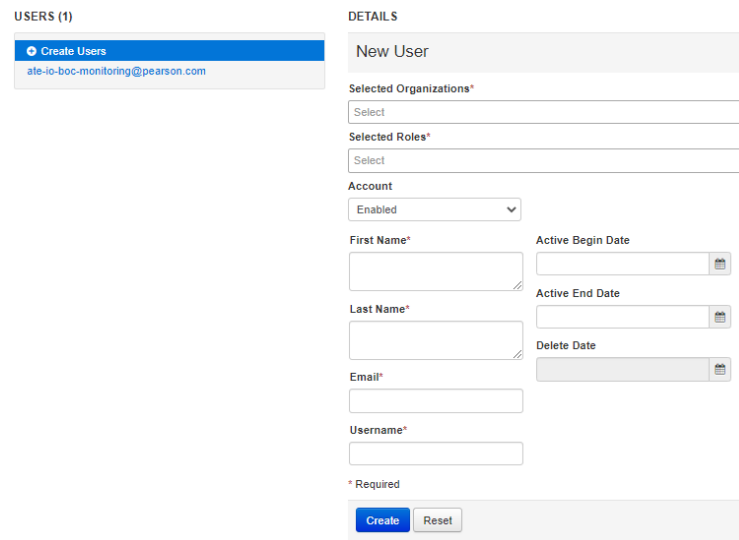 USERS (1)
Create Users
ate-io-boc-monitoring@pearson.com
DETAILS
New User
Selected Organizations*
Select
Selected Roles*
Select
Account
Enabled
First Name*
Last Name*
Email*
Username*
Active Begin Date
Active End Date
Delete Date
* Required
Create Reset